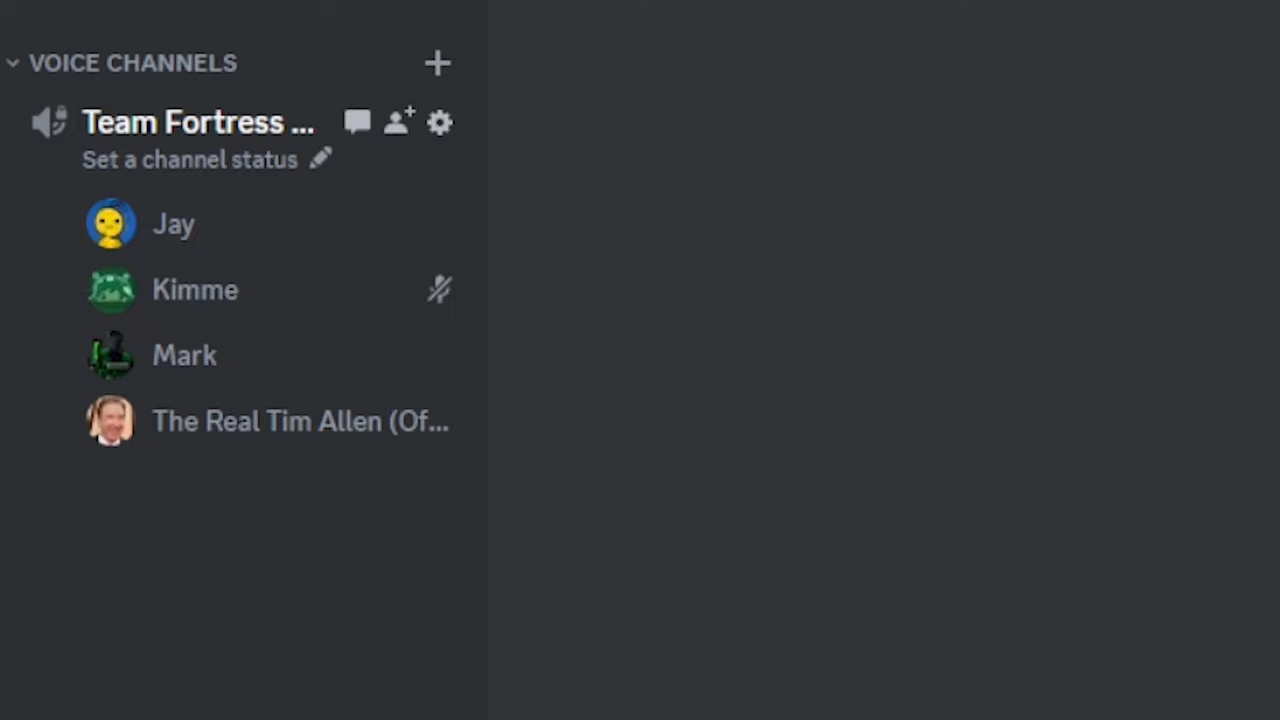 VOICE CHANNELS
Team Fortress ...
Set a channel status
Jay
Kimme
Mark
The Real Tim Allen (Of...